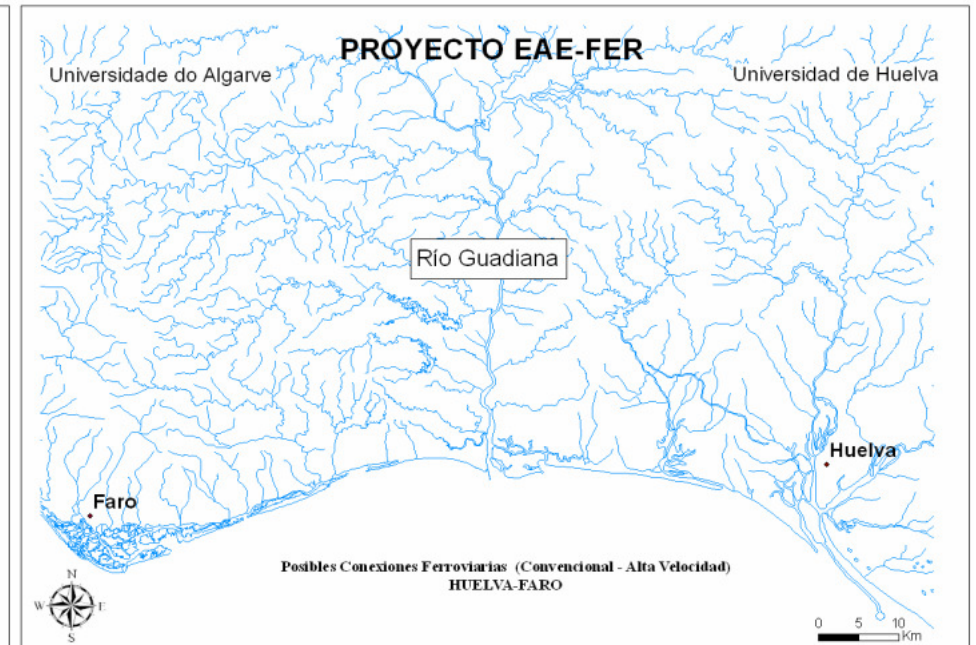 PROYECTO EAE-FER
Universidade do Algarve
Universidad de Huelva
Río Guadiana
Huelva
Faro
Posibles Conexiones Ferroviarias (Convencional - Alta Velocidad)
HUELVA-FARO
N
W E
S
0 5 10
Km